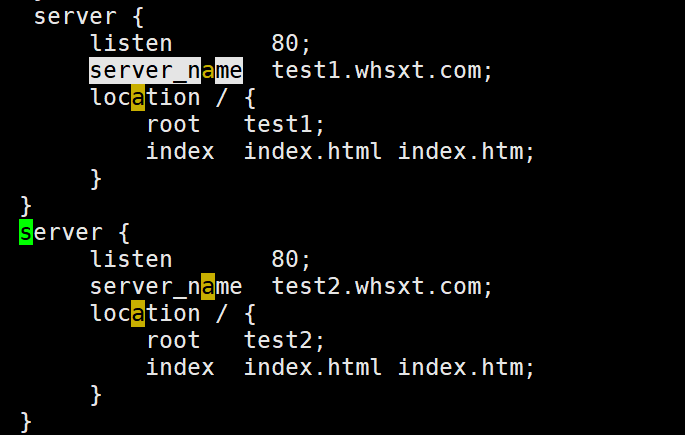 server {
listen 80;
server_name test1.whsxt.com;
location / {
root test1;
index index.html index.htm;
}
}
server {
listen 80;
server_name test2.whsxt.com;
location / {
root test2;
index index.html index.htm;
}
}